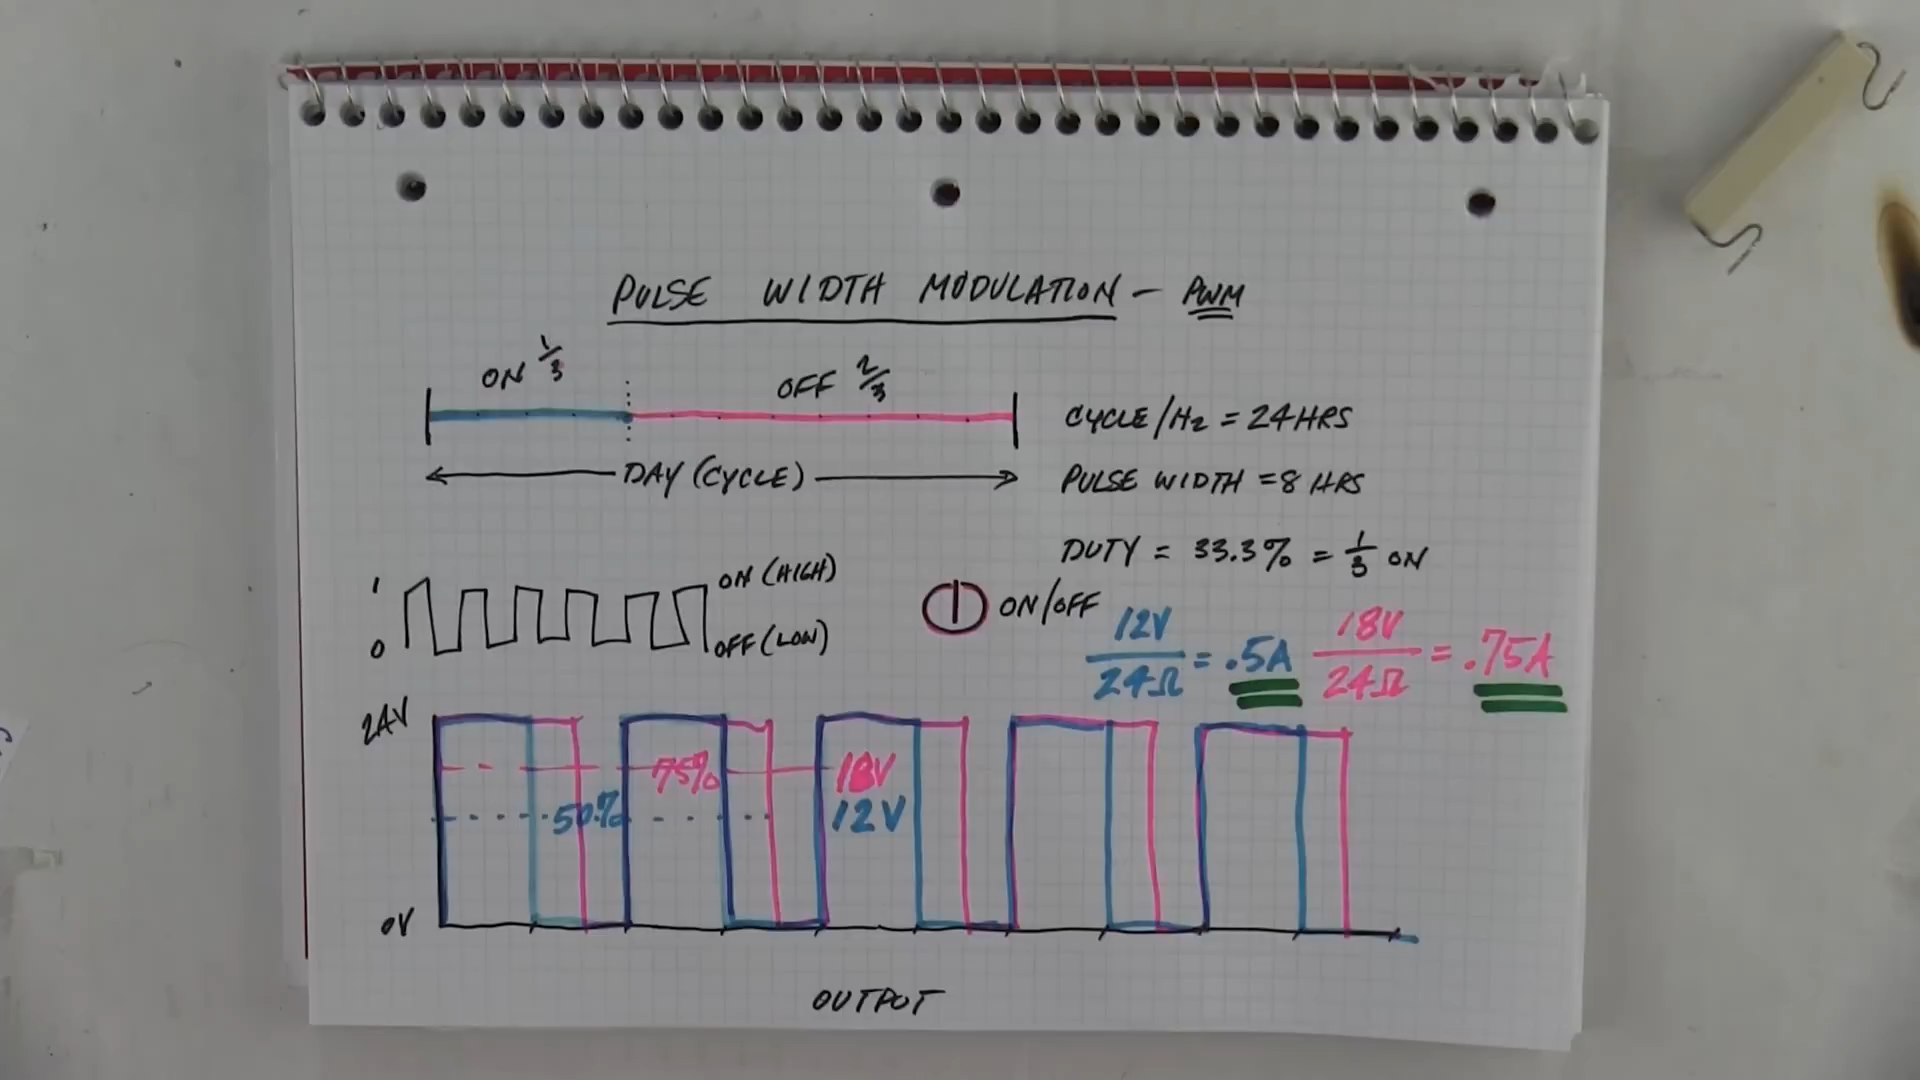 PULSE WIDTH MODULATION - PWM
ON 1/3
OFF 2/3
DAY (CYCLE)
CYCLE/Hz = 24 HRS
PULSE WIDTH = 8 HRS
DUTY = 33.3% = 1/3 ON
1
0
ON (HIGH)
OFF (LOW)
ON/OFF
12V/24Ω = .5A
18V/24Ω = .75A
24V
75%
18V
50%
12V
0V
OUTPUT